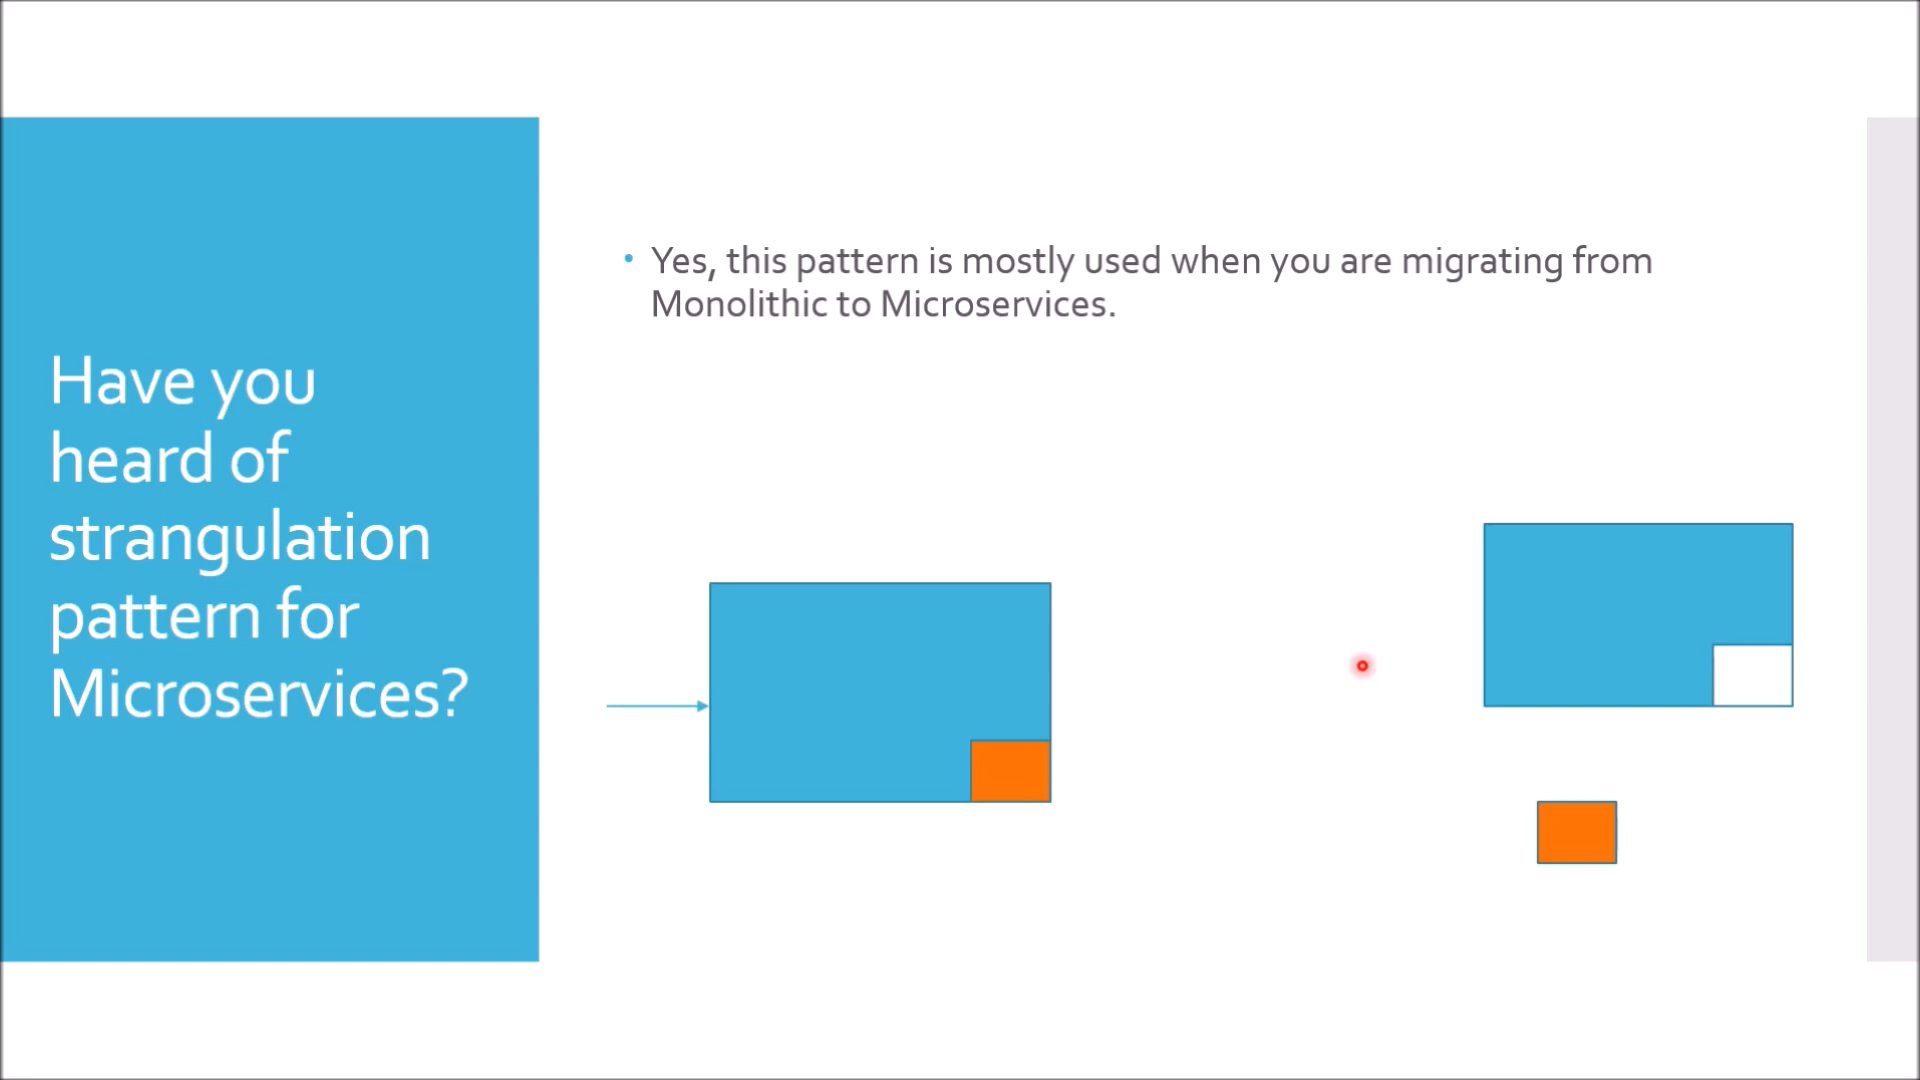 Have you
heard of
strangulation
pattern for
Microservices?
Yes, this pattern is mostly used when you are migrating from
Monolithic to Microservices.